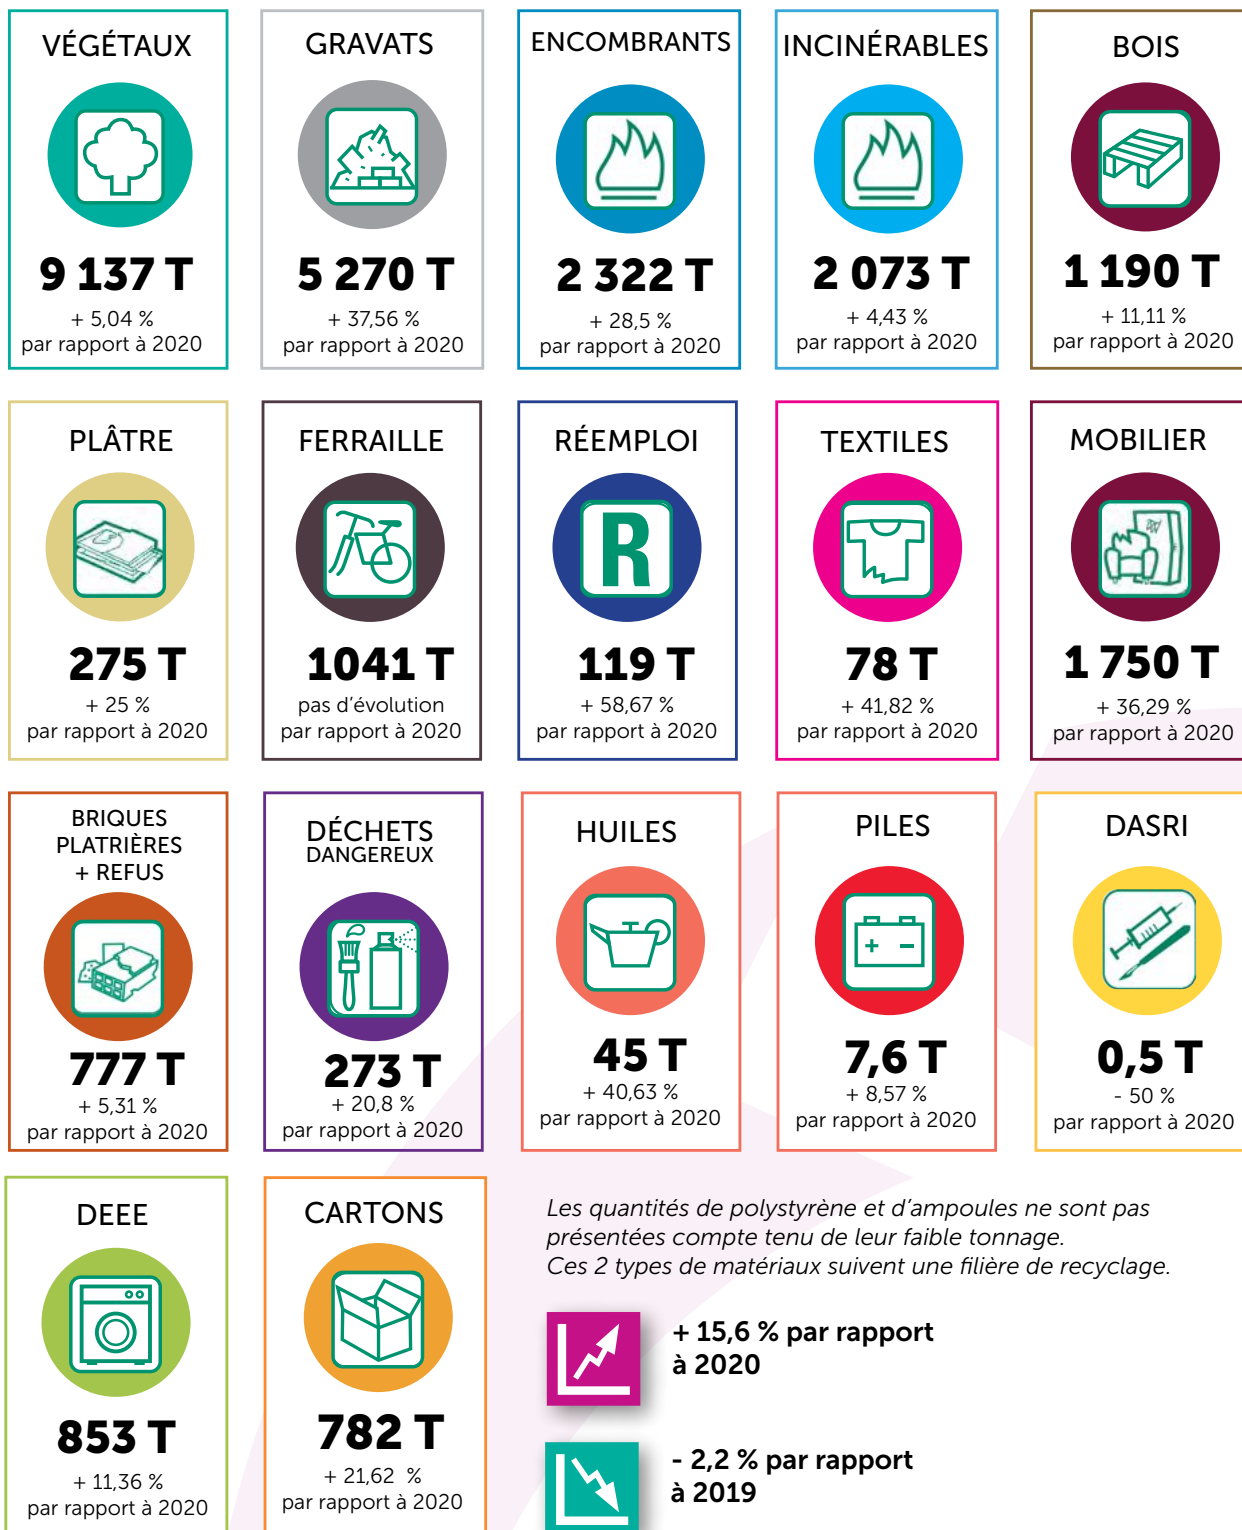 VÉGÉTAUX
9 137 T
+ 5,04 %
par rapport à 2020
GRAVATS
5 270 T
+ 37,56 %
par rapport à 2020
ENCOMBRANTS
2 322 T
+ 28,5 %
par rapport à 2020
INCINÉRABLES
2 073 T
+ 4,43 %
par rapport à 2020
BOIS
1 190 T
+ 11,11 %
par rapport à 2020
PLÂTRE
275 T
+ 25 %
par rapport à 2020
FERRAILLE
1041 T
pas d'évolution
par rapport à 2020
RÉEMPLOI
R
119 T
+ 58,67 %
par rapport à 2020
TEXTILES
78 T
+ 41,82 %
par rapport à 2020
MOBILIER
1 750 T
+ 36,29 %
par rapport à 2020
BRIQUES
PLATRIÈRES
+ REFUS
777 T
+ 5,31 %
par rapport à 2020
DÉCHETS
DANGEREUX
273 T
+ 20,8 %
par rapport à 2020
HUILES
45 T
+ 40,63 %
par rapport à 2020
PILES
+ −
7,6 T
+ 8,57 %
par rapport à 2020
DASRI
0,5 T
- 50 %
par rapport à 2020
DEEE
853 T
+ 11,36 %
par rapport à 2020
CARTONS
782 T
+ 21,62 %
par rapport à 2020
Les quantités de polystyrène et d'ampoules ne sont pas
présentées compte tenu de leur faible tonnage.
Ces 2 types de matériaux suivent une filière de recyclage.
+ 15,6 % par rapport
à 2020
- 2,2 % par rapport
à 2019